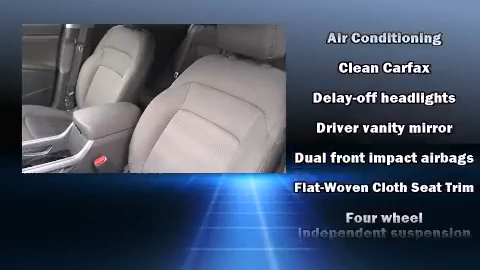 Air Conditioning
Clean Carfax
Delay-off headlights
Driver vanity mirror
Dual front impact airbags
Flat-Woven Cloth Seat Trim
Four wheel
independent suspension